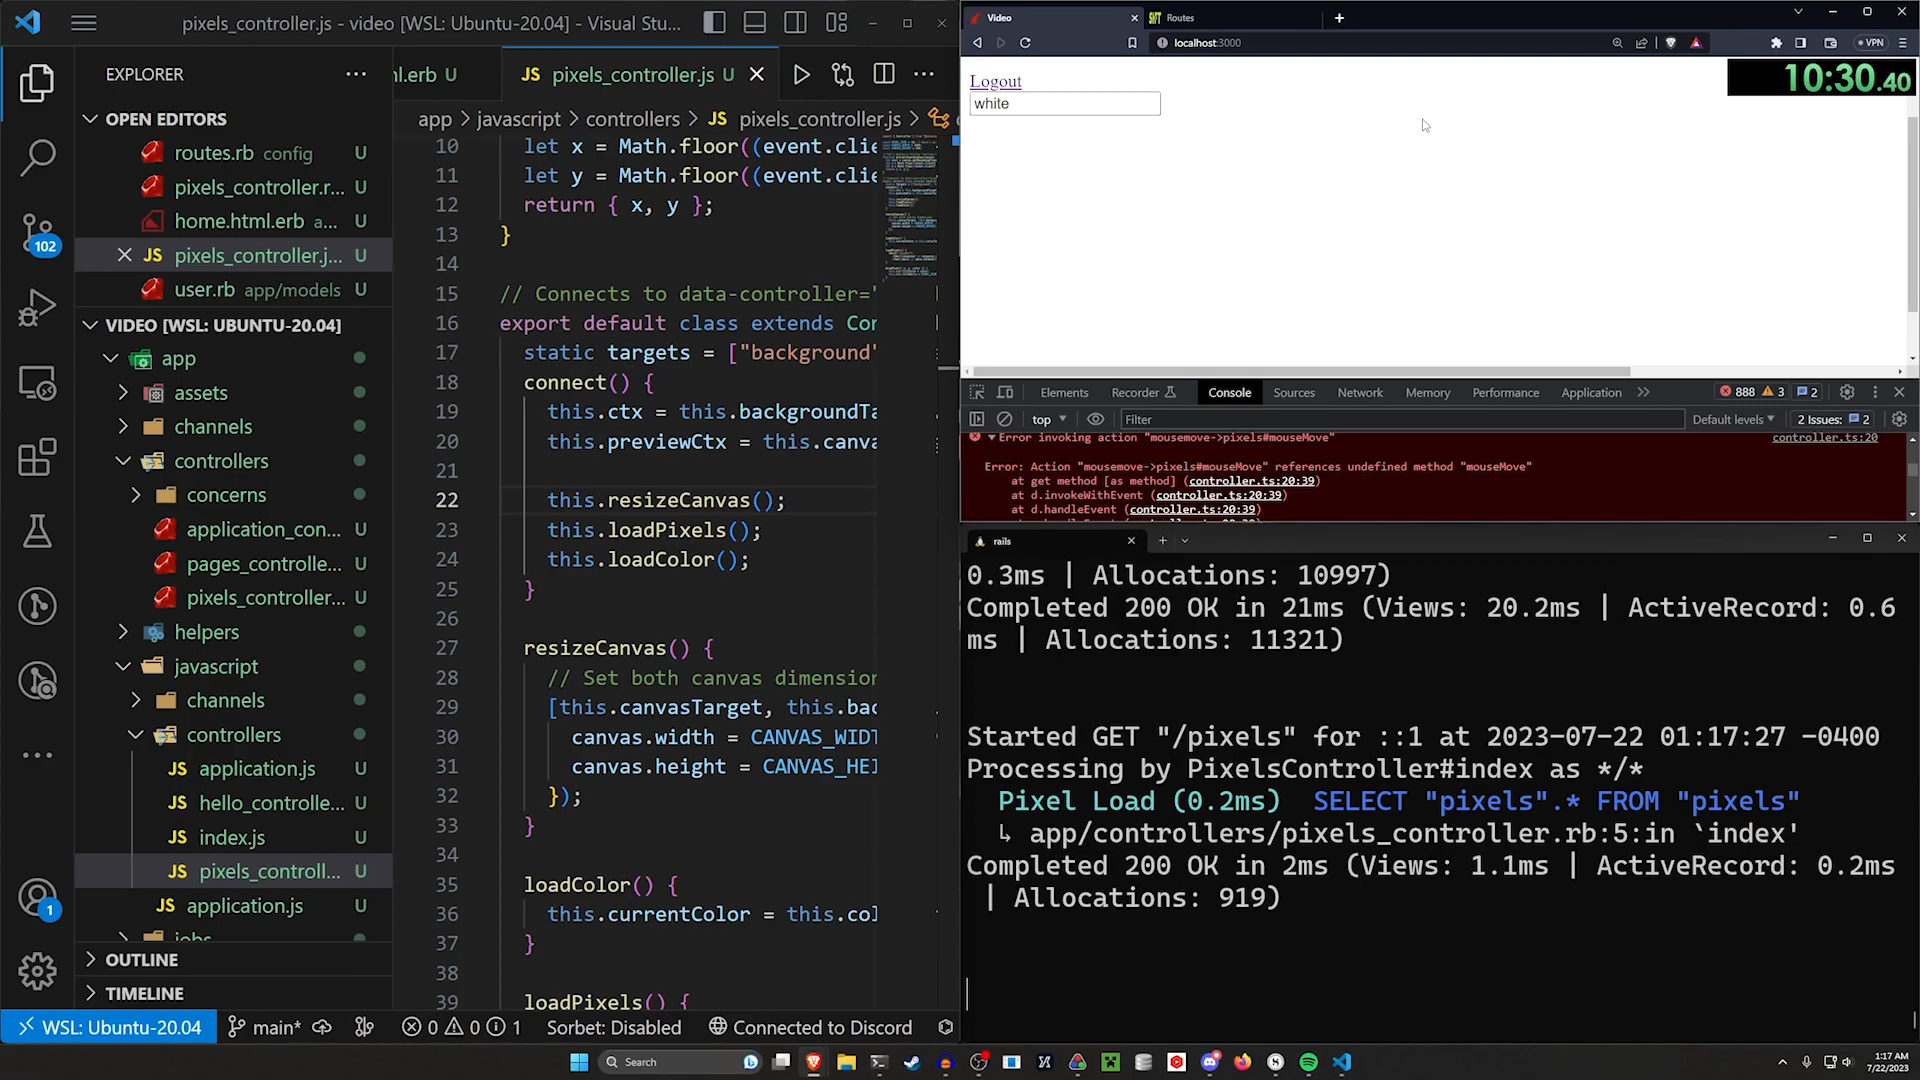 pixels_controller.js - video [WSL: Ubuntu-20.04] - Visual Stu...
EXPLORER
OPEN EDITORS
routes.rb config U
pixels_controller.r... U
home.html.erb a... U
JS pixels_controller.j... U
user.rb app/models U
VIDEO [WSL: UBUNTU-20.04]
app
assets
channels
controllers
concerns
application_con... U
pages_controlle... U
pixels_controller... U
helpers
javascript
channels
controllers
JS application.js U
JS hello_controlle... U
JS index.js U
JS pixels_controll... U
JS application.js U
jobs
OUTLINE
TIMELINE
102
1
nl.erb U
JS pixels_controller.js U
app > javascript > controllers > JS pixels_controller.js >
10 let x = Math.floor((event.clie
11 let y = Math.floor((event.clie
12 return { x, y };
13 }
14
15 // Connects to data-controller="
16 export default class extends Con
17 static targets = ["background"
18 connect() {
19 this.ctx = this.backgroundTa
20 this.previewCtx = this.canva
21
22 this.resizeCanvas();
23 this.loadPixels();
24 this.loadColor();
25 }
26
27 resizeCanvas() {
28 // Set both canvas dimension
29 [this.canvasTarget, this.bac
30 canvas.width = CANVAS_WIDT
31 canvas.height = CANVAS_HEI
32 });
33 }
34
35 loadColor() {
36 this.currentColor = this.col
37 }
38
39 loadPixels() {
WSL: Ubuntu-20.04 main* 0 0 1 Sorbet: Disabled Connected to Discord
Video
Routes
localhost:3000
VPN
10:30.40
Logout
white
Elements Recorder Console Sources Network Memory Performance Application 888 3 2
top Filter Default levels 2 Issues: 2
Error invoking action "mousemove->pixels#mouseMove" controller.ts:20
Error: Action "mousemove->pixels#mouseMove" references undefined method "mouseMove"
at get method [as method] (controller.ts:20:39)
at d.invokeWithEvent (controller.ts:20:39)
at d.handleEvent (controller.ts:20:39)
rails
0.3ms | Allocations: 10997)
Completed 200 OK in 21ms (Views: 20.2ms | ActiveRecord: 0.6
ms | Allocations: 11321)
Started GET "/pixels" for ::1 at 2023-07-22 01:17:27 -0400
Processing by PixelsController#index as */*
Pixel Load (0.2ms) SELECT "pixels".* FROM "pixels"
↳ app/controllers/pixels_controller.rb:5:in `index'
Completed 200 OK in 2ms (Views: 1.1ms | ActiveRecord: 0.2ms
| Allocations: 919)
Search
1:17 AM
7/22/2023